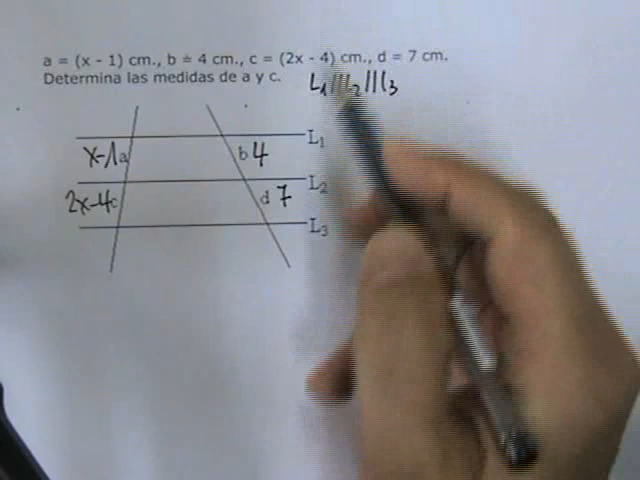 a = (x - 1) cm., b = 4 cm., c = (2x - 4) cm., d = 7 cm.
Determina las medidas de a y c.
L1||L2||L3
L1
x-1 a
b 4
L2
2x-4 c
d 7
L3